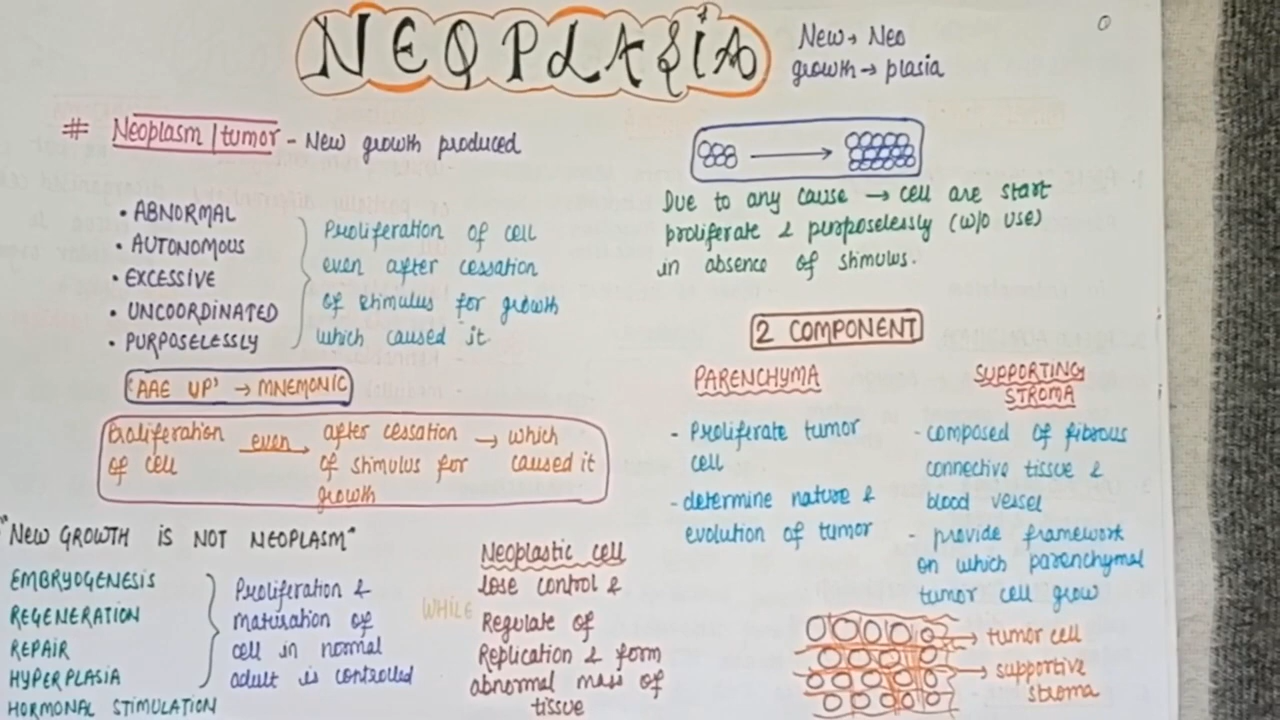 NEOPLASIA
New → Neo
growth → plasia
# Neoplasm / tumor - New growth produced
• ABNORMAL
• AUTONOMOUS
• EXCESSIVE
• UNCOORDINATED
• PURPOSELESSLY
Proliferation of cell
even after cessation
of stimulus for growth
which caused it
'AAE UP' → MNEMONIC
Proliferation even → after cessation → which
of cell of stimulus for caused it
growth
"NEW GROWTH IS NOT NEOPLASM"
EMBRYOGENESIS
REGENERATION
REPAIR
HYPERPLASIA
HORMONAL STIMULATION
Proliferation &
maturation of
cell in normal
adult is controlled
WHILE
Neoplastic cell
lose control &
Regulate of
Replication & form
abnormal mass of
tissue
Due to any cause → cell are start
proliferate & purposelessly (w/o use)
in absence of stimulus.
2 COMPONENT
PARENCHYMA
- Proliferate tumor
cell
- determine nature &
evolution of tumor
SUPPORTING
STROMA
- composed of fibrous
connective tissue &
blood vessel
- provide framework
on which parenchymal
tumor cell grow
→ tumor cell
→ supportive
stroma